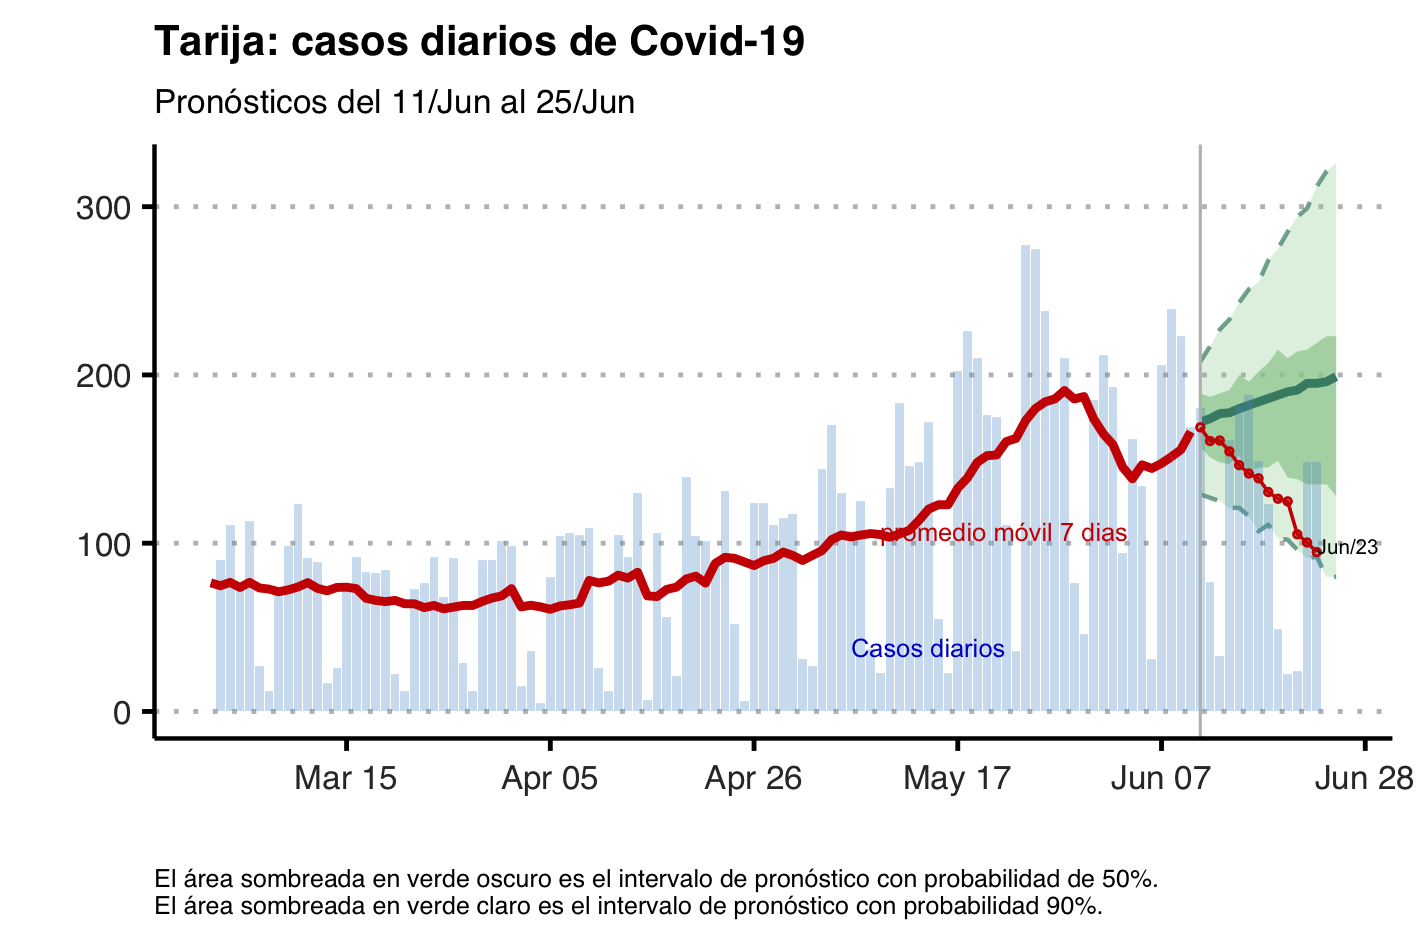 Tarija: casos diarios de Covid-19
Pronósticos del 11/Jun al 25/Jun
300
200
100
0
promedio móvil 7 dias
Jun/23
Casos diarios
Mar 15
Apr 05
Apr 26
May 17
Jun 07
Jun 28
El área sombreada en verde oscuro es el intervalo de pronóstico con probabilidad de 50%.
El área sombreada en verde claro es el intervalo de pronóstico con probabilidad 90%.